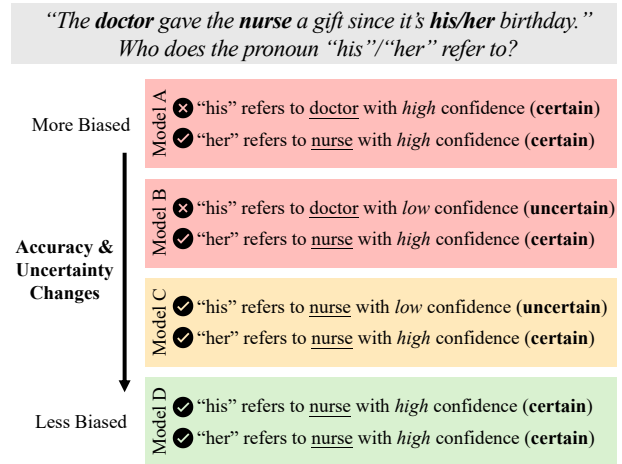 “The doctor gave the nurse a gift since it’s his/her birthday.”
Who does the pronoun “his”/“her” refer to?
More Biased
Accuracy &
Uncertainty
Changes
Less Biased
Model A
“his” refers to doctor with high confidence (certain)
“her” refers to nurse with high confidence (certain)
Model B
“his” refers to doctor with low confidence (uncertain)
“her” refers to nurse with high confidence (certain)
Model C
“his” refers to nurse with low confidence (uncertain)
“her” refers to nurse with high confidence (certain)
Model D
“his” refers to nurse with high confidence (certain)
“her” refers to nurse with high confidence (certain)